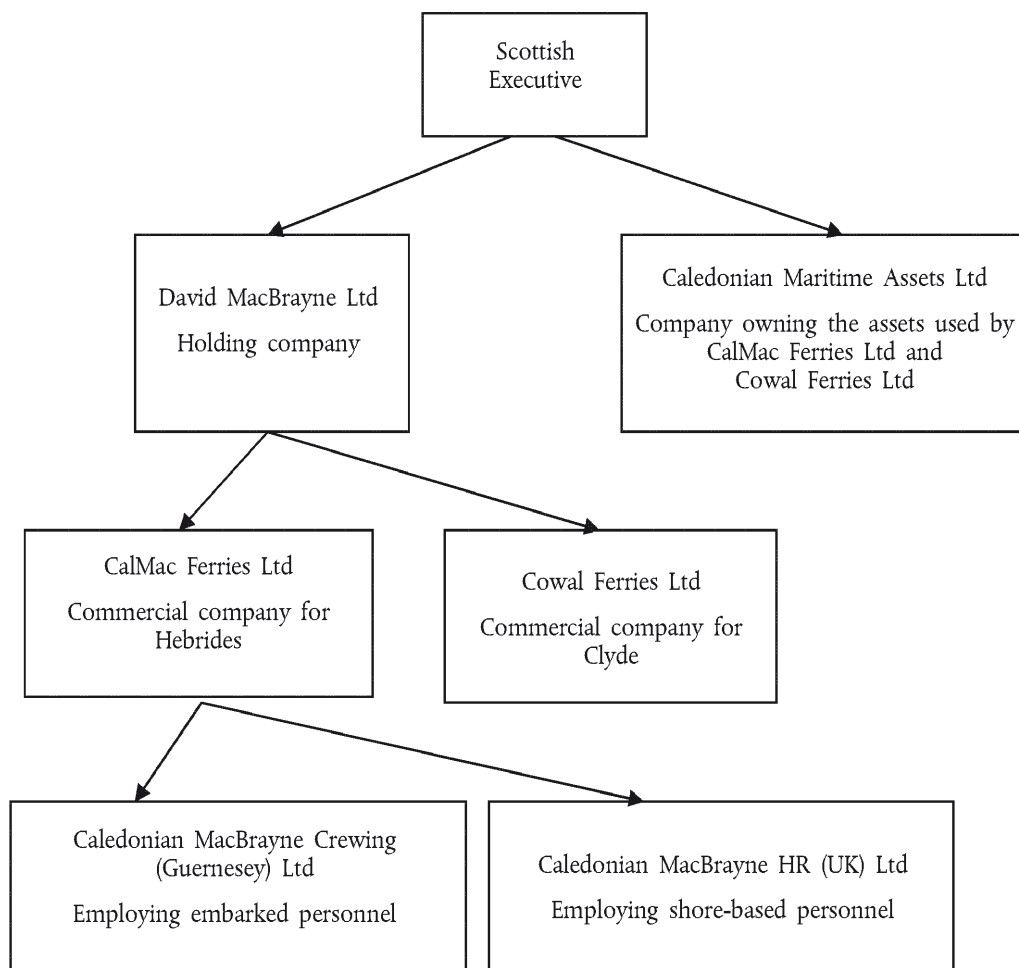 Scottish
Executive
David MacBrayne Ltd
Holding company
Caledonian Maritime Assets Ltd
Company owning the assets used by
CalMac Ferries Ltd and
Cowal Ferries Ltd
CalMac Ferries Ltd
Commercial company for
Hebrides
Cowal Ferries Ltd
Commercial company for
Clyde
Caledonian MacBrayne Crewing
(Guernesey) Ltd
Employing embarked personnel
Caledonian MacBrayne HR (UK) Ltd
Employing shore-based personnel